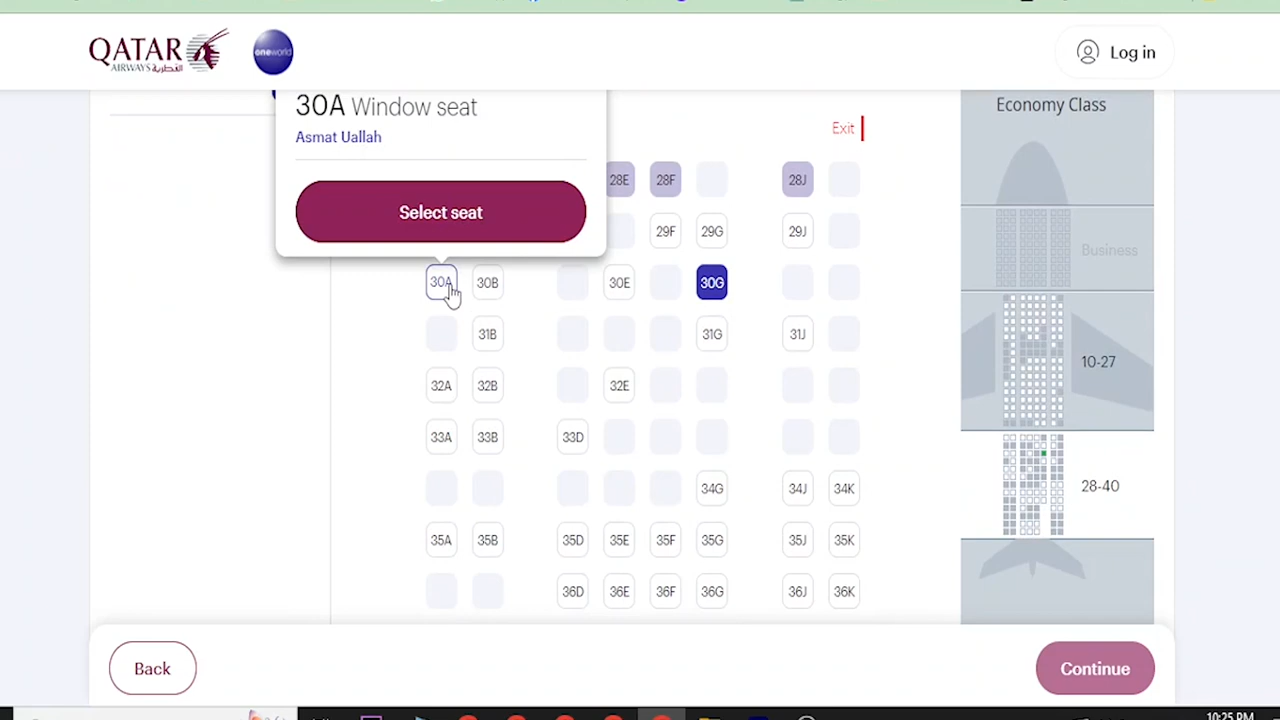 QATAR
AIRWAYS القطرية
oneworld
Log in
30A Window seat
Asmat Uallah
Select seat
Exit
28E 28F 28J
29F 29G 29J
30A 30B 30E 30G
31B 31G 31J
32A 32B 32E
33A 33B 33D
34G 34J 34K
35A 35B 35D 35E 35F 35G 35J 35K
36D 36E 36F 36G 36J 36K
Economy Class
Business
10-27
28-40
Back
Continue
10:25 PM